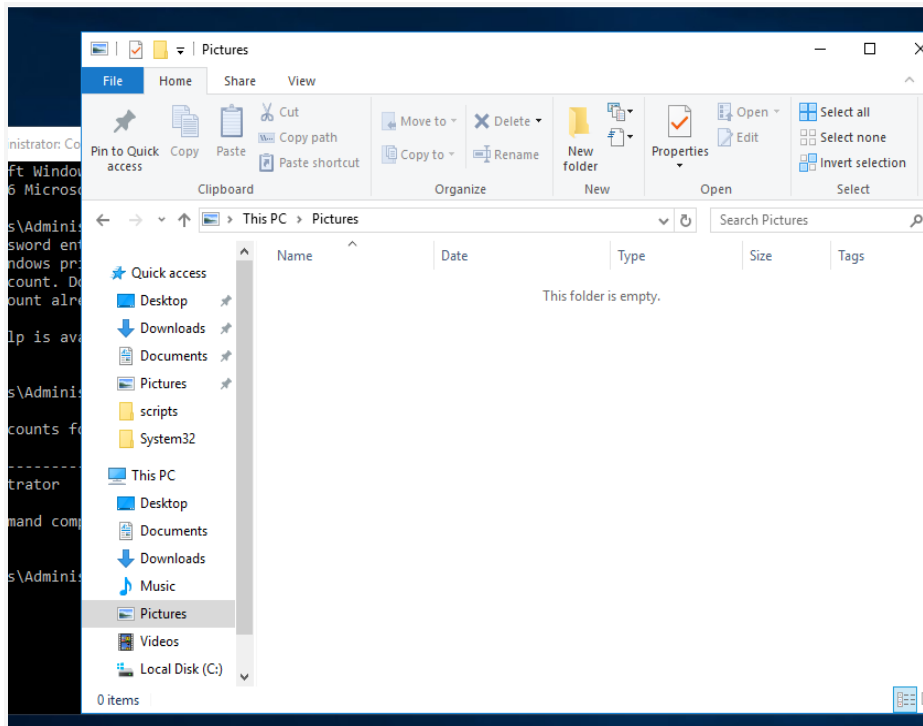 Pictures
File Home Share View
Pin to Quick access
Copy
Paste
Cut
Copy path
Paste shortcut
Clipboard
Move to
Copy to
Delete
Rename
Organize
New folder
New
Properties
Open
Edit
Open
Select all
Select none
Invert selection
Select
This PC > Pictures
Search Pictures
Name Date Type Size Tags
This folder is empty.
Quick access
Desktop
Downloads
Documents
Pictures
scripts
System32
This PC
Desktop
Documents
Downloads
Music
Pictures
Videos
Local Disk (C:)
0 items
nistrator: Co
ft Window
6 Microso
s\Adminis
sword ent
ndows pri
count. Do
ount alre
lp is ava
s\Adminis
counts fo
---------
trator
mand comp
s\Adminis